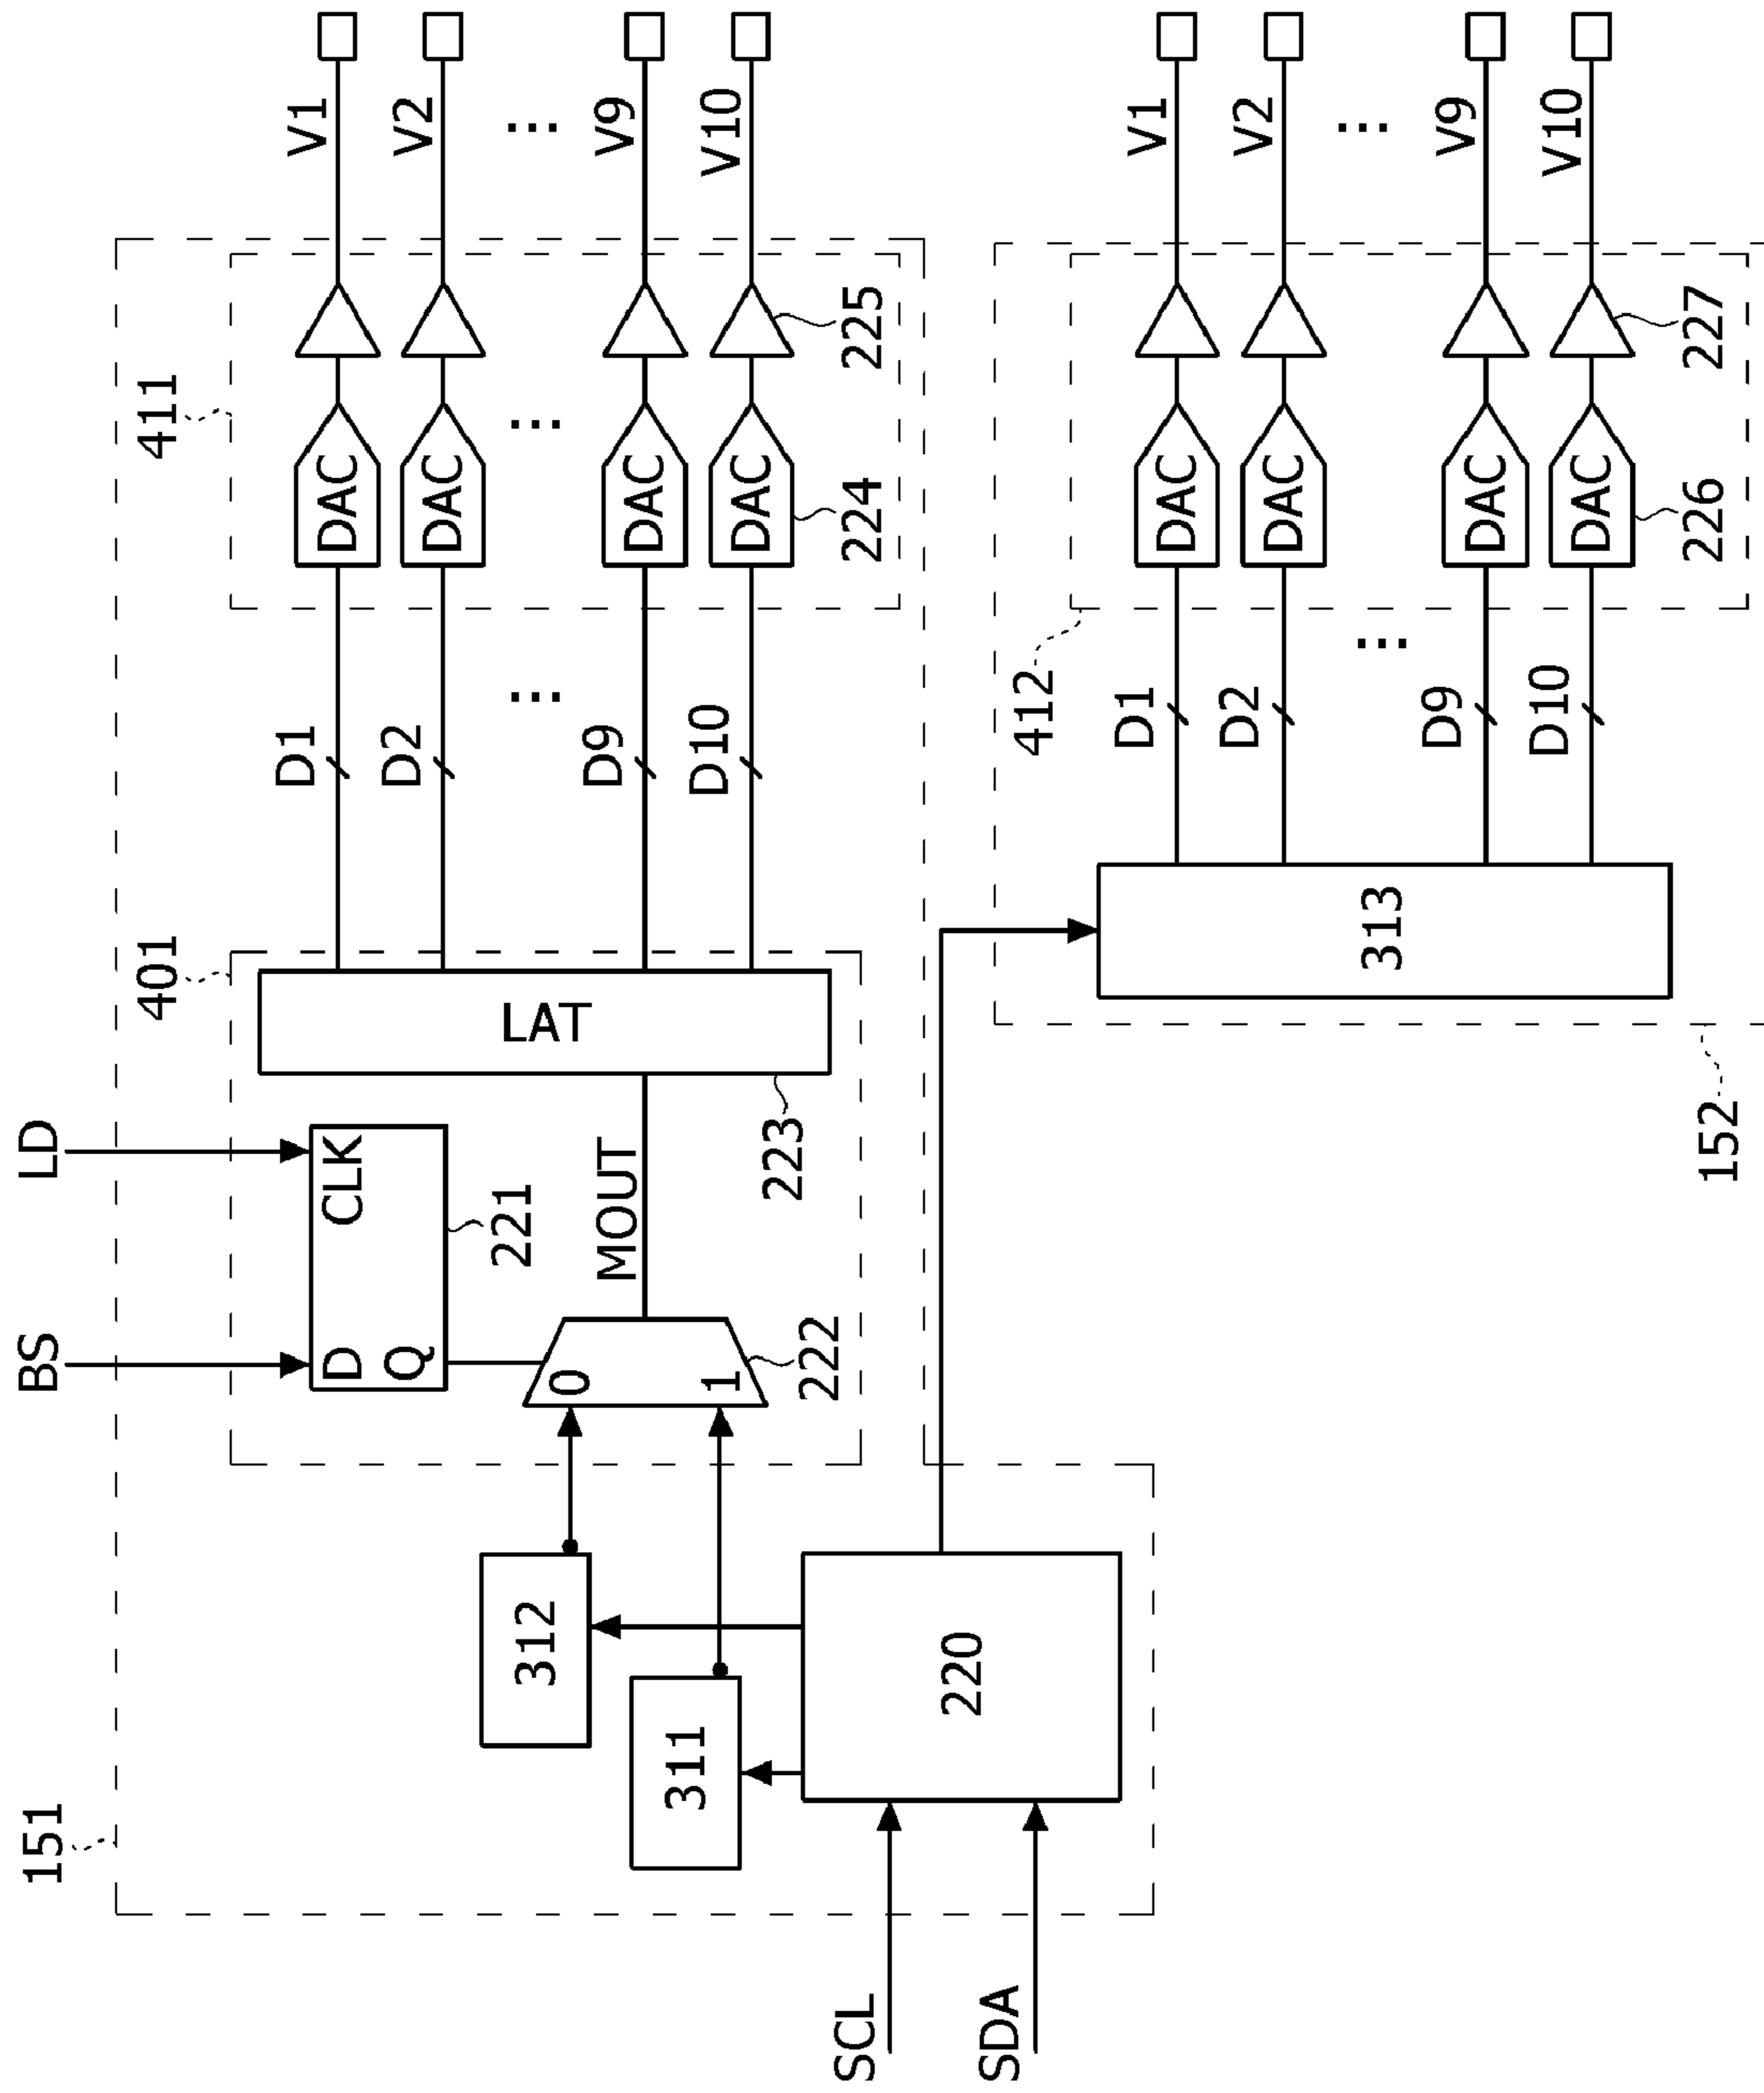 BS
LD
151
401
411
D
CLK
Q
221
0
1
222
MOUT
LAT
223
D1
D2
...
D9
D10
DAC
DAC
...
DAC
DAC
224
225
V1
V2
...
V9
V10
312
311
220
SCL
SDA
152
313
412
D1
D2
...
D9
D10
DAC
DAC
DAC
DAC
226
227
V1
V2
...
V9
V10